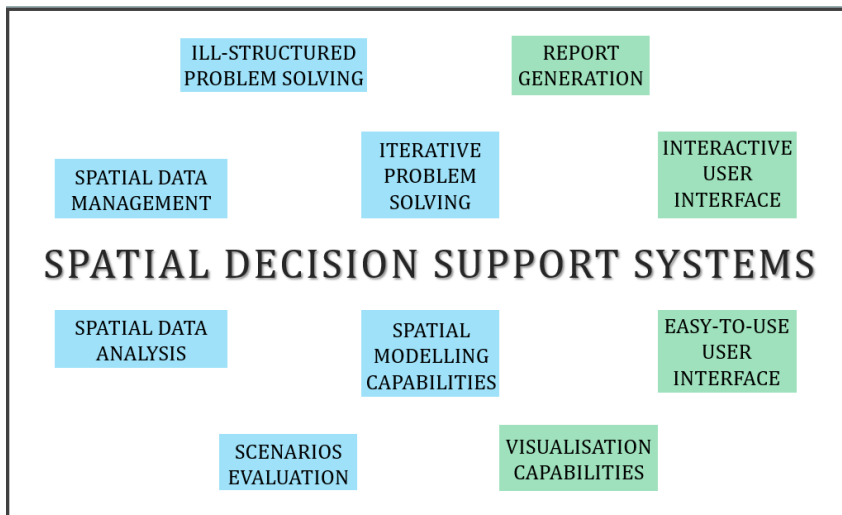 ILL-STRUCTURED
PROBLEM SOLVING
REPORT
GENERATION
SPATIAL DATA
MANAGEMENT
ITERATIVE
PROBLEM
SOLVING
INTERACTIVE
USER
INTERFACE
SPATIAL DECISION SUPPORT SYSTEMS
SPATIAL DATA
ANALYSIS
SPATIAL
MODELLING
CAPABILITIES
EASY-TO-USE
USER
INTERFACE
SCENARIOS
EVALUATION
VISUALISATION
CAPABILITIES